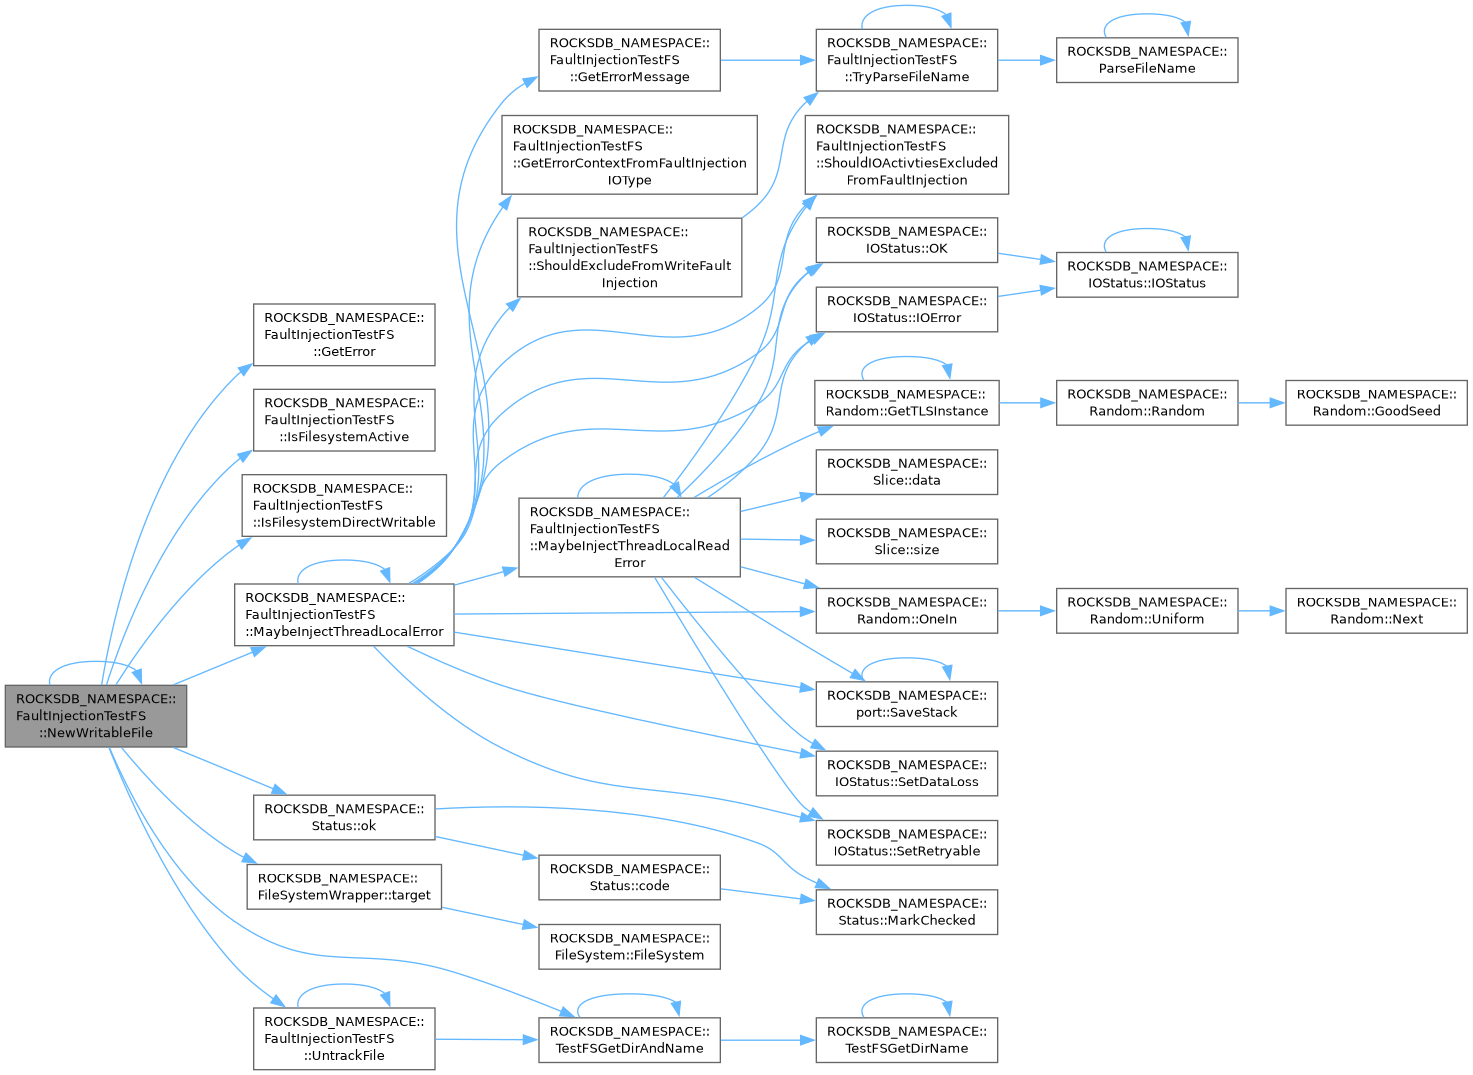 ROCKSDB_NAMESPACE::
FaultInjectionTestFS
::NewWritableFile
ROCKSDB_NAMESPACE::
FaultInjectionTestFS
::GetError
ROCKSDB_NAMESPACE::
FaultInjectionTestFS
::IsFilesystemActive
ROCKSDB_NAMESPACE::
FaultInjectionTestFS
::IsFilesystemDirectWritable
ROCKSDB_NAMESPACE::
FaultInjectionTestFS
::MaybeInjectThreadLocalError
ROCKSDB_NAMESPACE::
Status::ok
ROCKSDB_NAMESPACE::
FileSystemWrapper::target
ROCKSDB_NAMESPACE::
FaultInjectionTestFS
::UntrackFile
ROCKSDB_NAMESPACE::
FaultInjectionTestFS
::GetErrorMessage
ROCKSDB_NAMESPACE::
FaultInjectionTestFS
::GetErrorContextFromFaultInjection
IOType
ROCKSDB_NAMESPACE::
FaultInjectionTestFS
::ShouldExcludeFromWriteFault
Injection
ROCKSDB_NAMESPACE::
FaultInjectionTestFS
::MaybeInjectThreadLocalRead
Error
ROCKSDB_NAMESPACE::
Status::code
ROCKSDB_NAMESPACE::
FileSystem::FileSystem
ROCKSDB_NAMESPACE::
TestFSGetDirAndName
ROCKSDB_NAMESPACE::
FaultInjectionTestFS
::TryParseFileName
ROCKSDB_NAMESPACE::
FaultInjectionTestFS
::ShouldIOActivtiesExcluded
FromFaultInjection
ROCKSDB_NAMESPACE::
IOStatus::OK
ROCKSDB_NAMESPACE::
IOStatus::IOError
ROCKSDB_NAMESPACE::
Random::GetTLSInstance
ROCKSDB_NAMESPACE::
Slice::data
ROCKSDB_NAMESPACE::
Slice::size
ROCKSDB_NAMESPACE::
Random::OneIn
ROCKSDB_NAMESPACE::
port::SaveStack
ROCKSDB_NAMESPACE::
IOStatus::SetDataLoss
ROCKSDB_NAMESPACE::
IOStatus::SetRetryable
ROCKSDB_NAMESPACE::
Status::MarkChecked
ROCKSDB_NAMESPACE::
TestFSGetDirName
ROCKSDB_NAMESPACE::
ParseFileName
ROCKSDB_NAMESPACE::
IOStatus::IOStatus
ROCKSDB_NAMESPACE::
Random::Random
ROCKSDB_NAMESPACE::
Random::Uniform
ROCKSDB_NAMESPACE::
Random::GoodSeed
ROCKSDB_NAMESPACE::
Random::Next